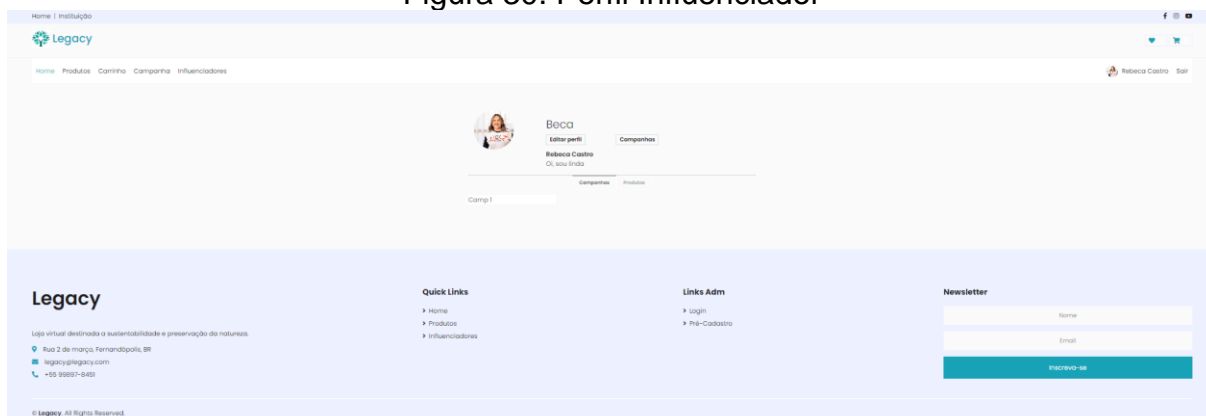 Figura 30: Perfil Influenciador
Home | Instituição
Legacy
Home Produtos Carrinho Campanha Influenciadores
Rebeca Castro Sair
Beca
Editar perfil Campanhas
Rebeca Castro
Oi, sou linda
Campanhas Produtos
Camp 1
Legacy
Loja virtual destinada a sustentabilidade e preservação da natureza.
Rua 2 de março, Fernandópolis, BR
legacy@legacy.com
+55 99897-8451
Quick Links
Home
Produtos
Influenciadores
Links Adm
Login
Pré-Cadastro
Newsletter
Nome
Email
Inscreva-se
© Legacy. All Rights Reserved.